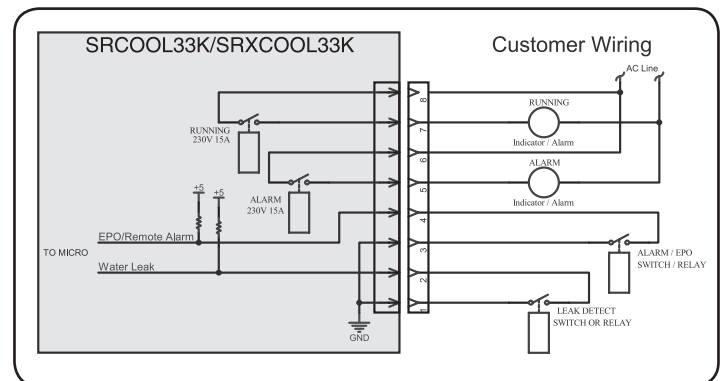 SRCOOL33K/SRXCOOL33K
Customer Wiring
AC Line
RUNNING
230V 15A
ALARM
230V 15A
+5
+5
EPO/Remote Alarm
TO MICRO
Water Leak
GND
8
7
6
5
4
3
2
1
RUNNING
Indicator / Alarm
ALARM
Indicator / Alarm
ALARM / EPO
SWITCH / RELAY
LEAK DETECT
SWITCH OR RELAY